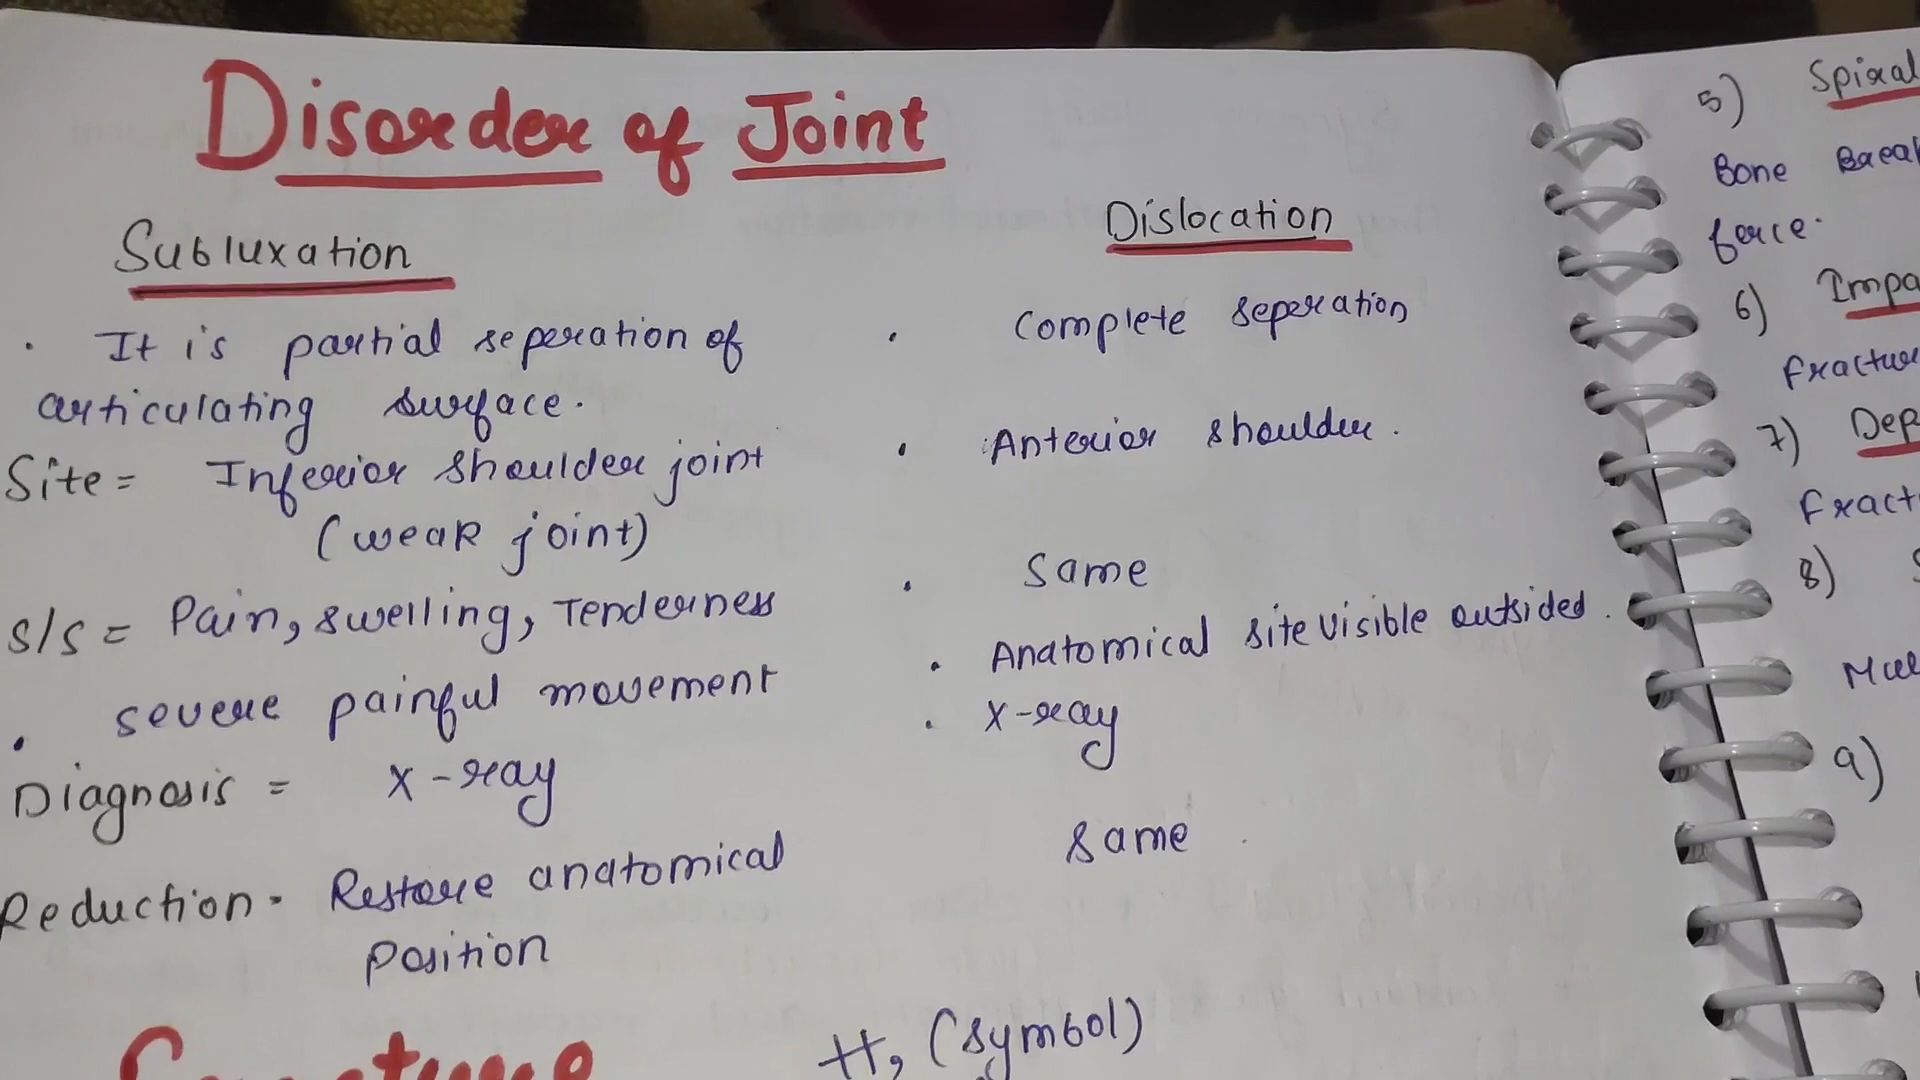 Disorder of Joint
Subluxation
Dislocation
• It is partial seperation of
articulating surface.
• Complete seperation
Site = Inferior shoulder joint
(weak joint)
• Anterior shoulder.
S/S = Pain, swelling, Tenderness
• severe painful movement
• Same
• Anatomical site visible outsided.
Diagnosis = X-ray
• X-ray
Reduction - Restore anatomical
position
same
(symbol)
5) Spiral
Bone Break
force.
6) Impa
Fracture
7) Dep
Fract
8)
9)